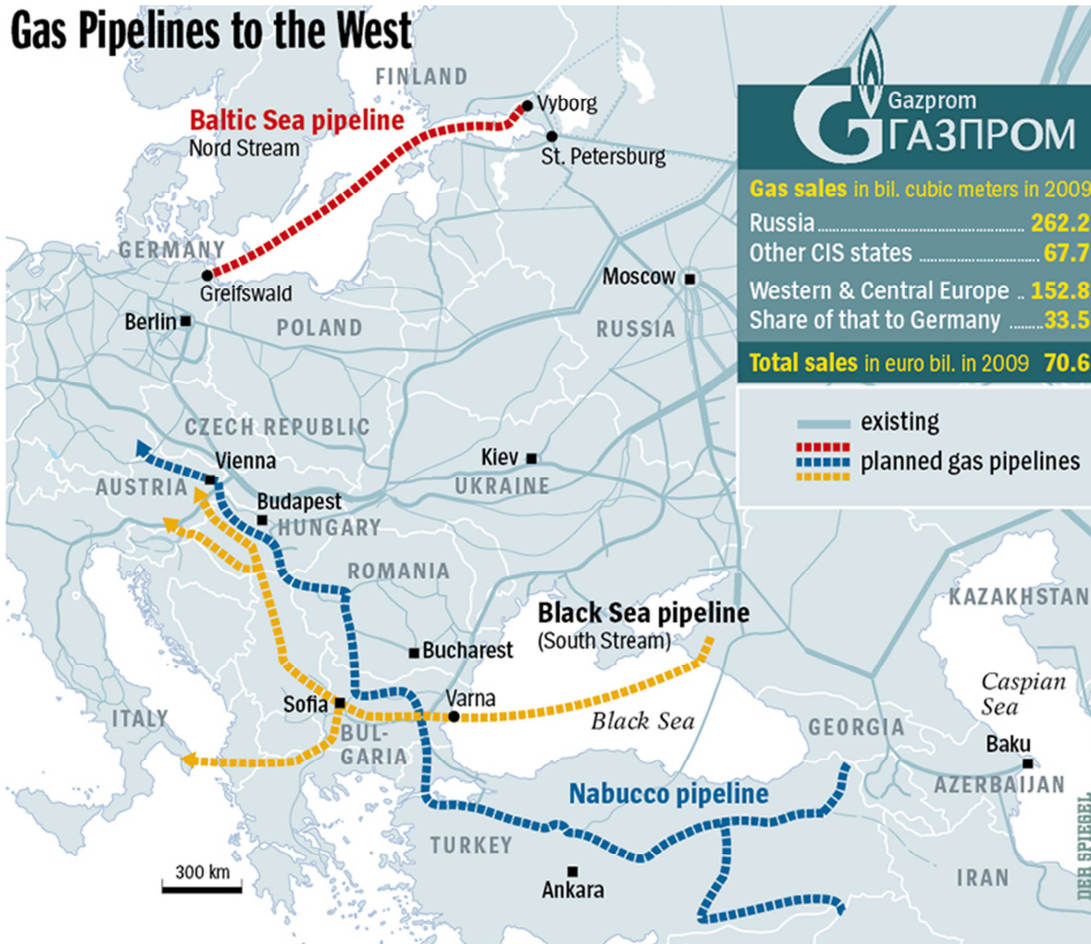 Gas Pipelines to the West
FINLAND
Vyborg
Baltic Sea pipeline
Nord Stream
St. Petersburg
GERMANY
Greifswald
Berlin
POLAND
Moscow
RUSSIA
Gazprom
ГАЗПРОМ
Gas sales in bil. cubic meters in 2009
Russia 262.2
Other CIS states 67.7
Western & Central Europe 152.8
Share of that to Germany 33.5
Total sales in euro bil. in 2009 70.6
existing
planned gas pipelines
CZECH REPUBLIC
Vienna
AUSTRIA
Budapest
HUNGARY
Kiev
UKRAINE
ROMANIA
Bucharest
Black Sea pipeline
(South Stream)
KAZAKHSTAN
Caspian
Sea
Sofia
Varna
Black Sea
ITALY
BUL-
GARIA
GEORGIA
Baku
AZERBAIJAN
Nabucco pipeline
TURKEY
Ankara
IRAN
300 km
DER SPIEGEL